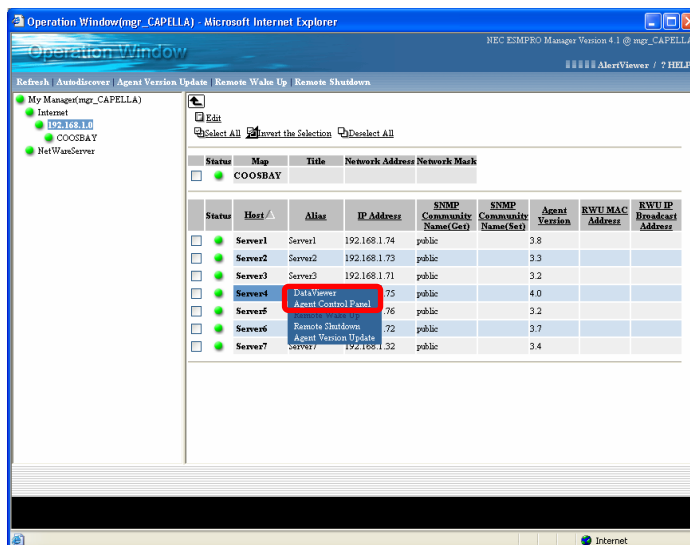 Operation Window(mgr_CAPELLA) - Microsoft Internet Explorer
NEC ESMPRO Manager Version 4.1 @ mgr_CAPELLA
Operation Window
AlertViewer / ? HELP
Refresh | Autodiscover | Agent Version Update | Remote Wake Up | Remote Shutdown
My Manager(mgr_CAPELLA)
Internet
192.168.1.0
COOSBAY
NetWareServer
Edit
Select All Invert the Selection Deselect All
Status Map Title Network Address Network Mask
COOSBAY
Status Host Alias IP Address SNMP Community Name(Get) SNMP Community Name(Set) Agent Version RWU MAC Address RWU IP Broadcast Address
Server1 Server1 192.168.1.74 public 3.8
Server2 Server2 192.168.1.73 public 3.3
Server3 Server3 192.168.1.71 public 3.2
Server4 DataViewer .75 public 4.0
Agent Control Panel
Server5 Remote Wake Up .76 public 3.2
Server6 Remote Shutdown .72 public 3.7
Agent Version Update
Server7 Server7 192.168.1.32 public 3.4
Internet